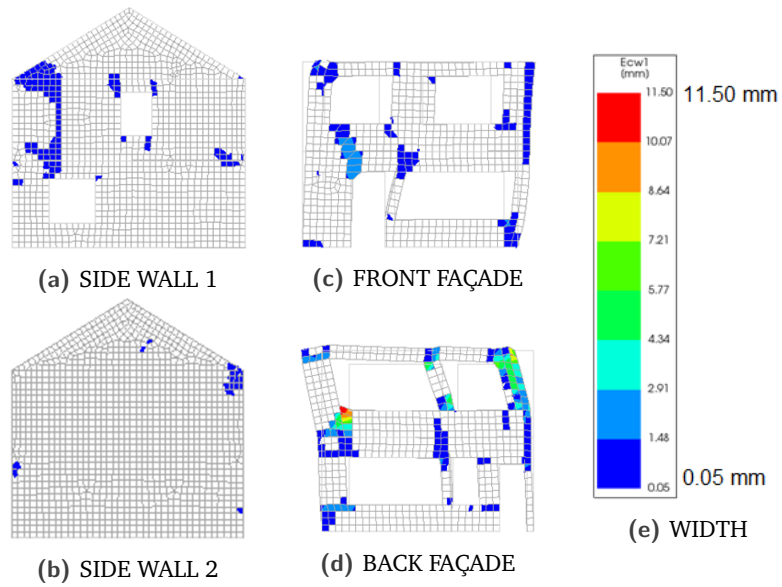 (a) SIDE WALL 1
(c) FRONT FAÇADE
(b) SIDE WALL 2
(d) BACK FAÇADE
Ecw1
(mm)
11.50
10.07
8.64
7.21
5.77
4.34
2.91
1.48
0.05
11.50 mm
0.05 mm
(e) WIDTH